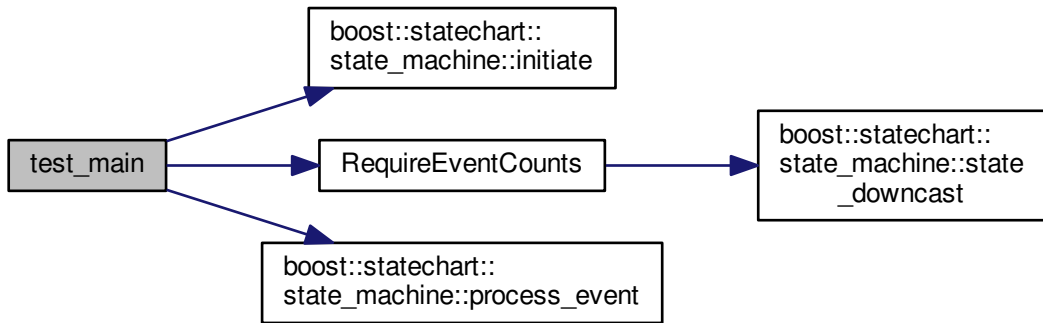 boost::statechart::
state_machine::initiate
test_main
RequireEventCounts
boost::statechart::
state_machine::state
_downcast
boost::statechart::
state_machine::process_event